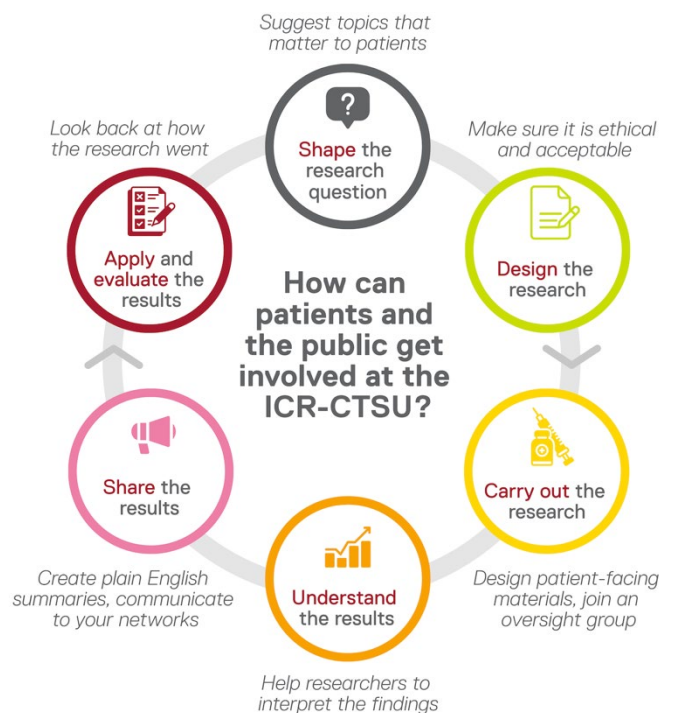 Suggest topics that
matter to patients
?
Shape the
research
question
Make sure it is ethical
and acceptable
Design the
research
Carry out the
research
Design patient-facing
materials, join an
oversight group
Understand
the results
Help researchers to
interpret the findings
Share the
results
Create plain English
summaries, communicate
to your networks
Look back at how
the research went
Apply and
evaluate the
results
How can
patients and
the public get
involved at the
ICR-CTSU?